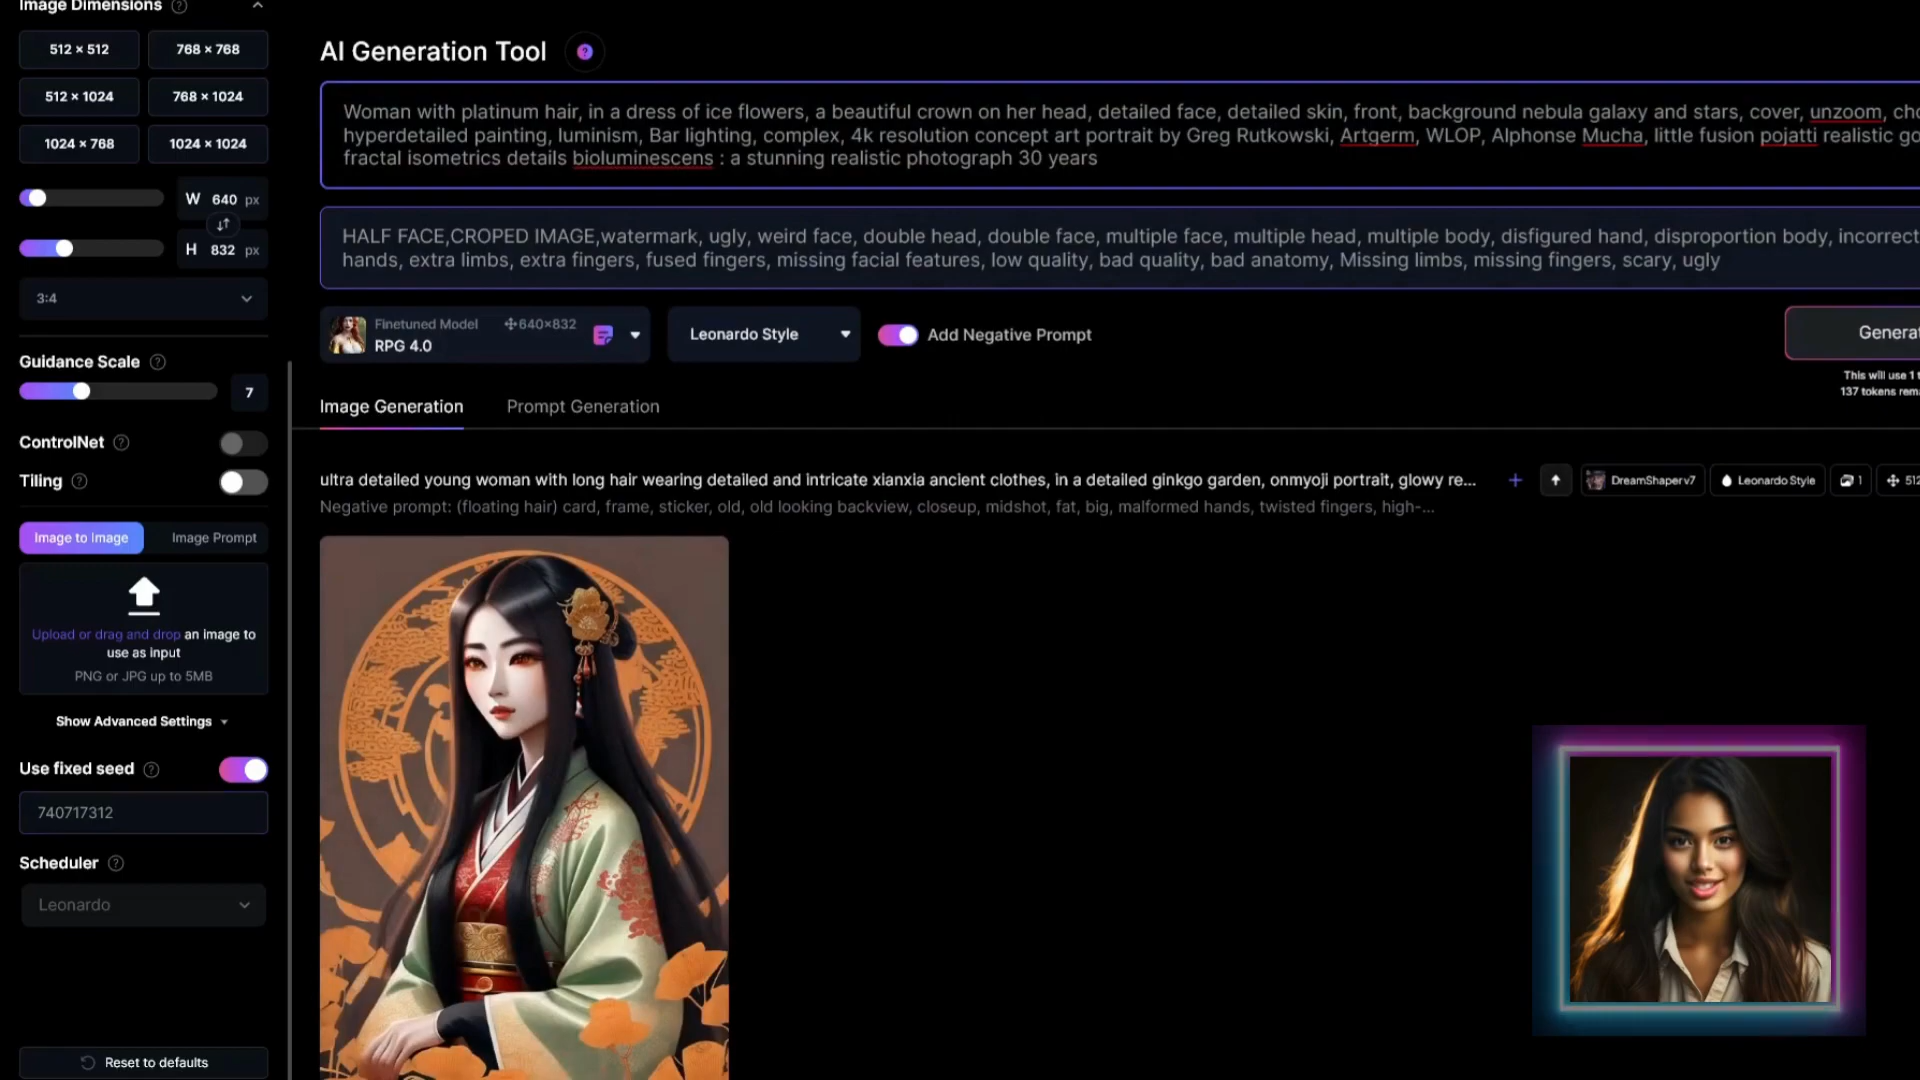 Image Dimensions
512 × 512
768 × 768
512 × 1024
768 × 1024
1024 × 768
1024 × 1024
W 640 px
H 832 px
3:4
Guidance Scale
7
ControlNet
Tiling
Image to Image
Image Prompt
Upload or drag and drop an image to
use as input
PNG or JPG up to 5MB
Show Advanced Settings
Use fixed seed
740717312
Scheduler
Leonardo
Reset to defaults
AI Generation Tool
Woman with platinum hair, in a dress of ice flowers, a beautiful crown on her head, detailed face, detailed skin, front, background nebula galaxy and stars, cover, unzoom,
hyperdetailed painting, luminism, Bar lighting, complex, 4k resolution concept art portrait by Greg Rutkowski, Artgerm, WLOP, Alphonse Mucha, little fusion pojatti realistic
fractal isometrics details bioluminescens : a stunning realistic photograph 30 years
HALF FACE,CROPED IMAGE,watermark, ugly, weird face, double head, double face, multiple face, multiple head, multiple body, disfigured hand, disproportion body, incorrect
hands, extra limbs, extra fingers, fused fingers, missing facial features, low quality, bad quality, bad anatomy, Missing limbs, missing fingers, scary, ugly
Finetuned Model
640×832
RPG 4.0
Leonardo Style
Add Negative Prompt
Generat
This will use 1 t
137 tokens rema
Image Generation
Prompt Generation
ultra detailed young woman with long hair wearing detailed and intricate xianxia ancient clothes, in a detailed ginkgo garden, onmyoji portrait, glowy re...
DreamShaper v7
Leonardo Style
1
512
Negative prompt: (floating hair) card, frame, sticker, old, old looking backview, closeup, midshot, fat, big, malformed hands, twisted fingers, high-...